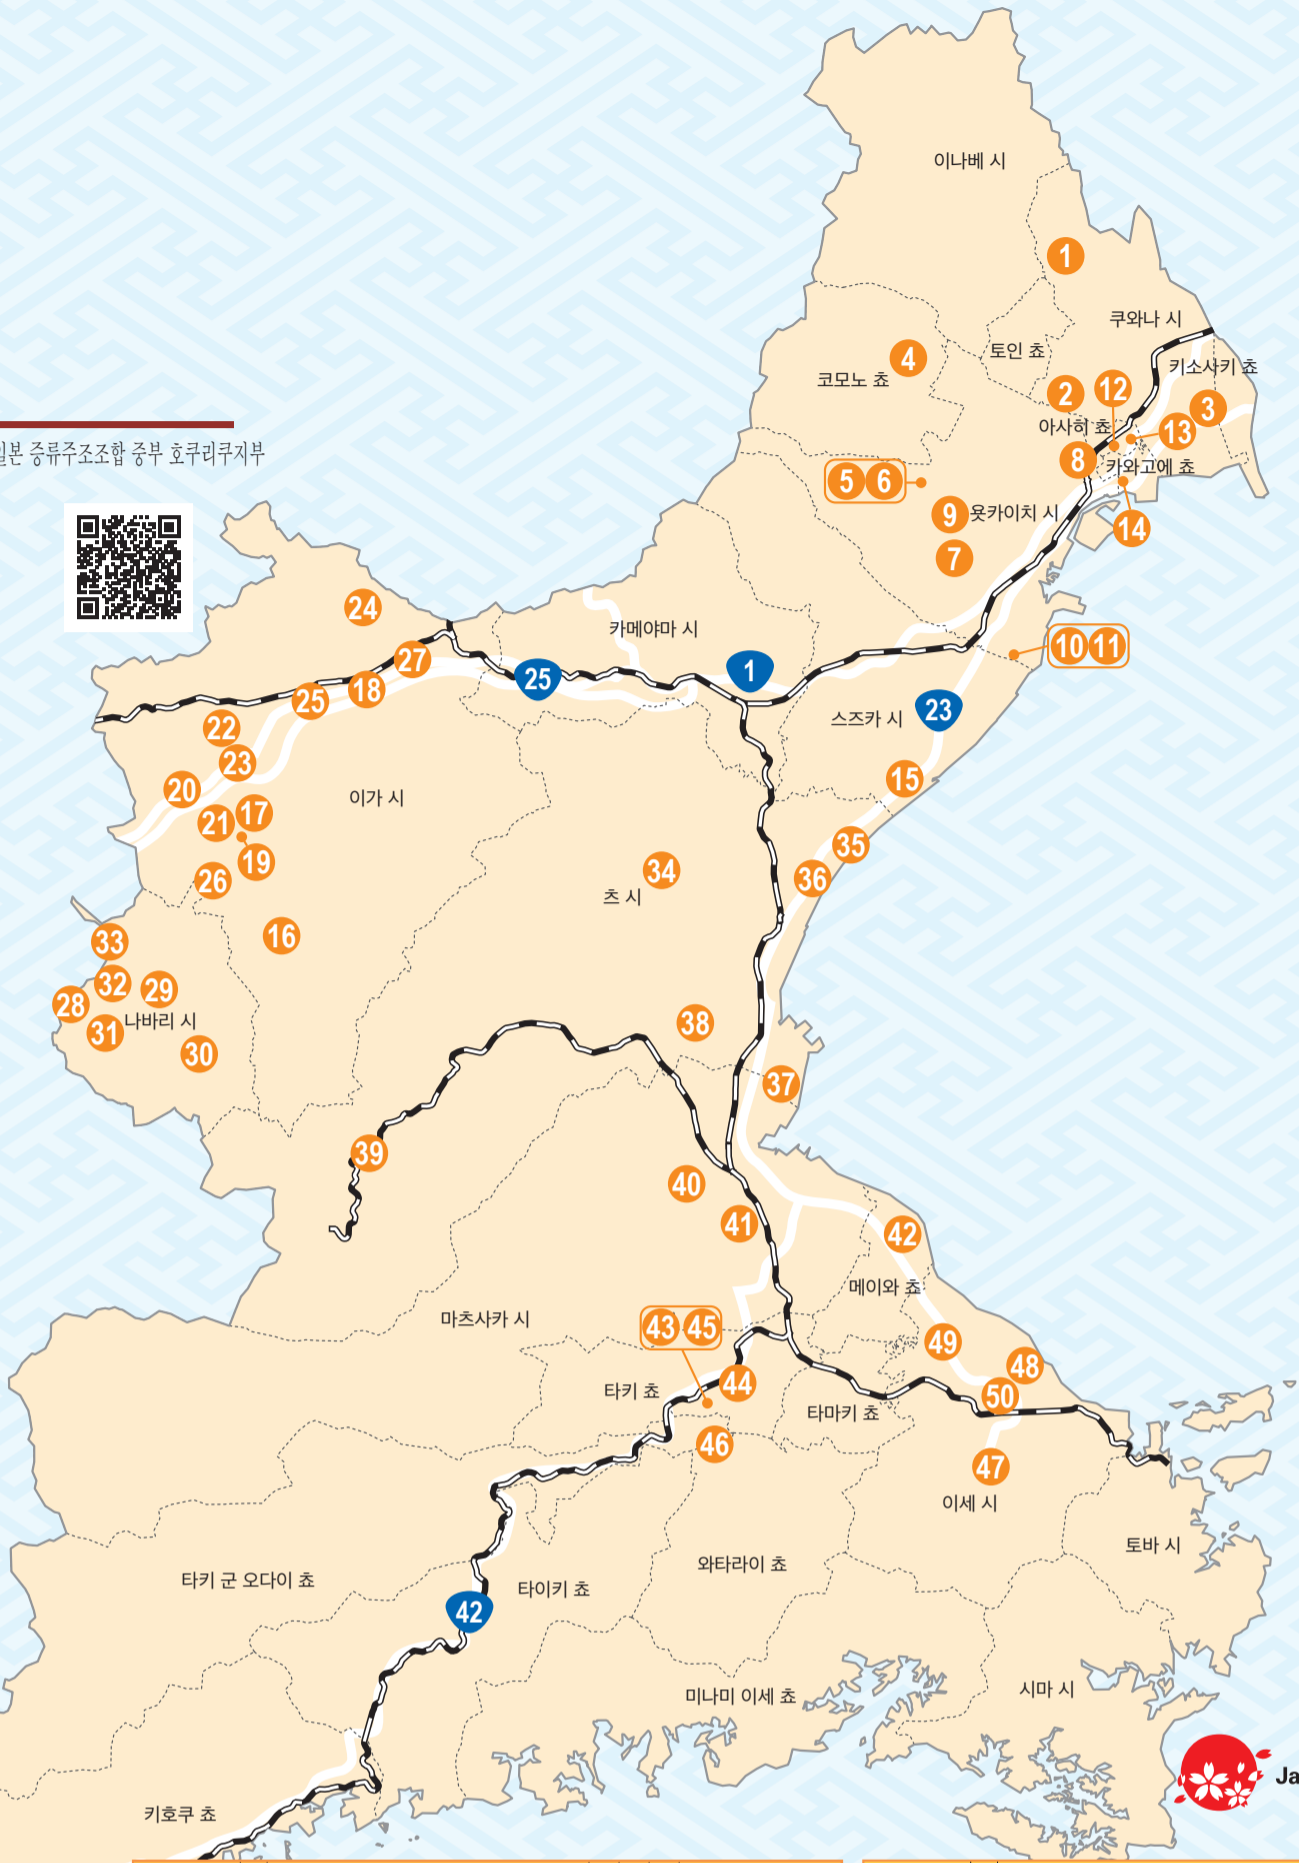 이나베 시
1
쿠와나 시
토인 쵸
4
키소사키 쵸
코모노 쵸
2
12
3
아사히 쵸
13
일본 증류주조조합 중부 호쿠리쿠지부
8
카와고에 쵸
5 6
9
욧카이치 시
14
7
24
카메야마 시
10 11
27
25
1
18
25
스즈카 시
23
22
23
15
20
이가 시
21
17
35
19
34
36
26
츠 시
16
33
32
29
28
나바리 시
38
31
30
37
39
40
41
42
메이와 쵸
마츠사카 시
43 45
49
48
타키 쵸
44
50
타마키 쵸
46
47
이세 시
토바 시
와타라이 쵸
타키 군 오다이 쵸
타이키 쵸
42
시마 시
미나미 이세 쵸
Ja
키호쿠 쵸